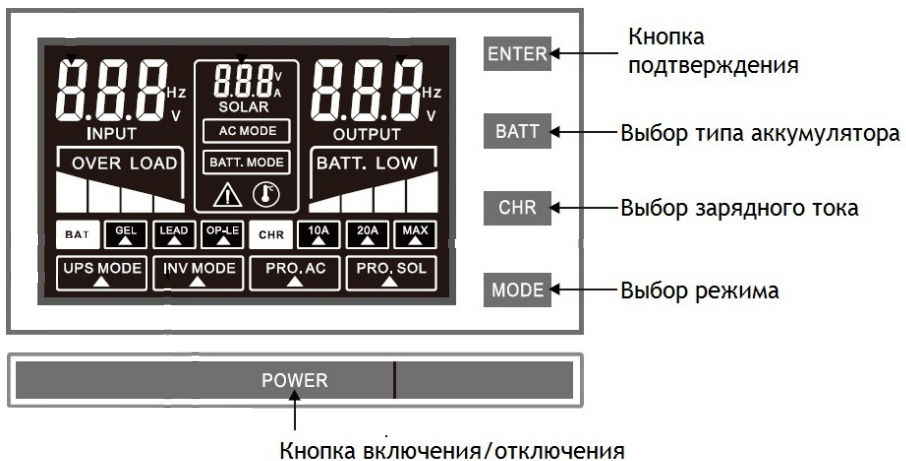 8.8.8 Hz V
INPUT
8.8.8 V A
SOLAR
AC MODE
BATT. MODE
8.8.8 Hz V
OUTPUT
OVER LOAD
BATT. LOW
°C
BAT GEL LEAD OP-LE CHR 10A 20A MAX
UPS MODE INV MODE PRO. AC PRO. SOL
ENTER
Кнопка
подтверждения
BATT
Выбор типа аккумулятора
CHR
Выбор зарядного тока
MODE
Выбор режима
POWER
Кнопка включения/отключения